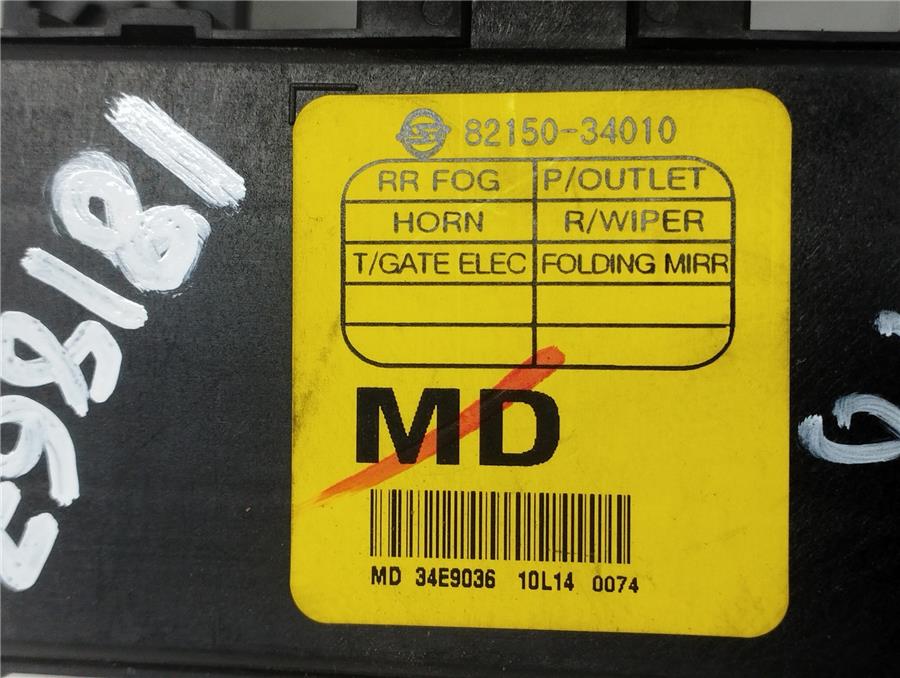 82150-34010
RR FOG P/OUTLET
HORN R/WIPER
T/GATE ELEC FOLDING MIRR
MD
MD 34E9036 10L14 0074